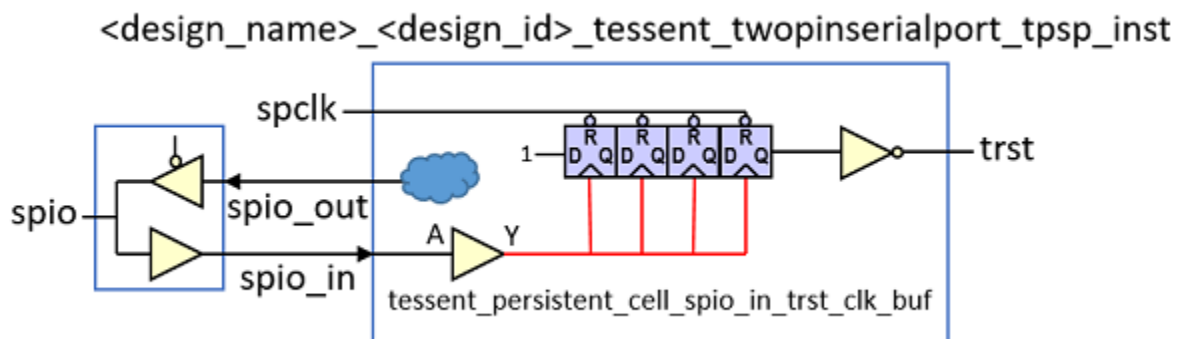 <design_name>_<design_id>_tessent_twopinserialport_tpsp_inst
spclk
R R R R
1 D Q D Q D Q D Q
trst
spio
spio_out
A Y
spio_in
tessent_persistent_cell_spio_in_trst_clk_buf